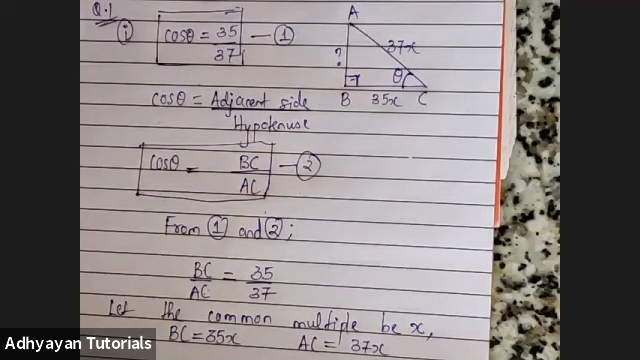 Q.1
(i) cosθ = 35/37 — (1)
A
37x
?
θ
B 35x C
cosθ = Adjacent side / Hypotenuse
cosθ = BC/AC — (2)
From (1) and (2);
BC/AC = 35/37
Let the common multiple be x,
BC = 35x AC = 37x
Adhyayan Tutorials